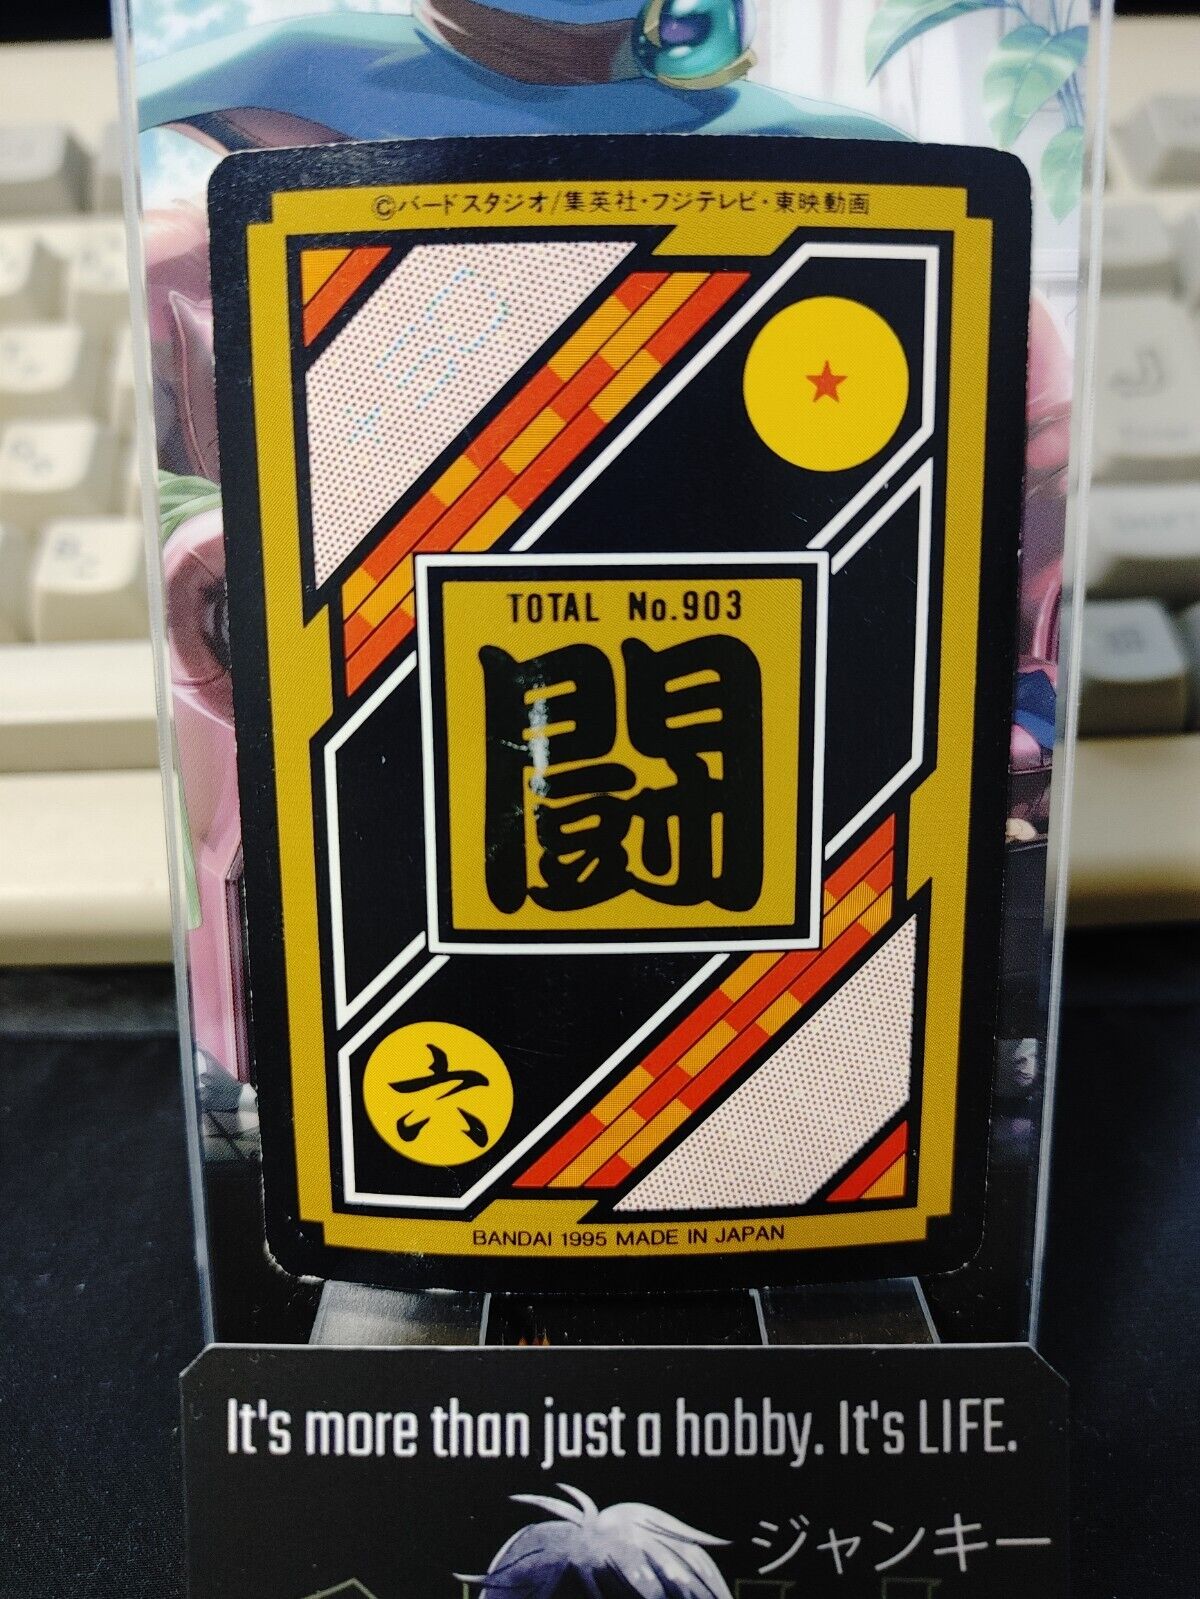 ©バードスタジオ/集英社・フジテレビ・東映動画
TOTAL No.903
闘
六
BANDAI 1995 MADE IN JAPAN
It's more than just a hobby. It's LIFE.
ジャンキー